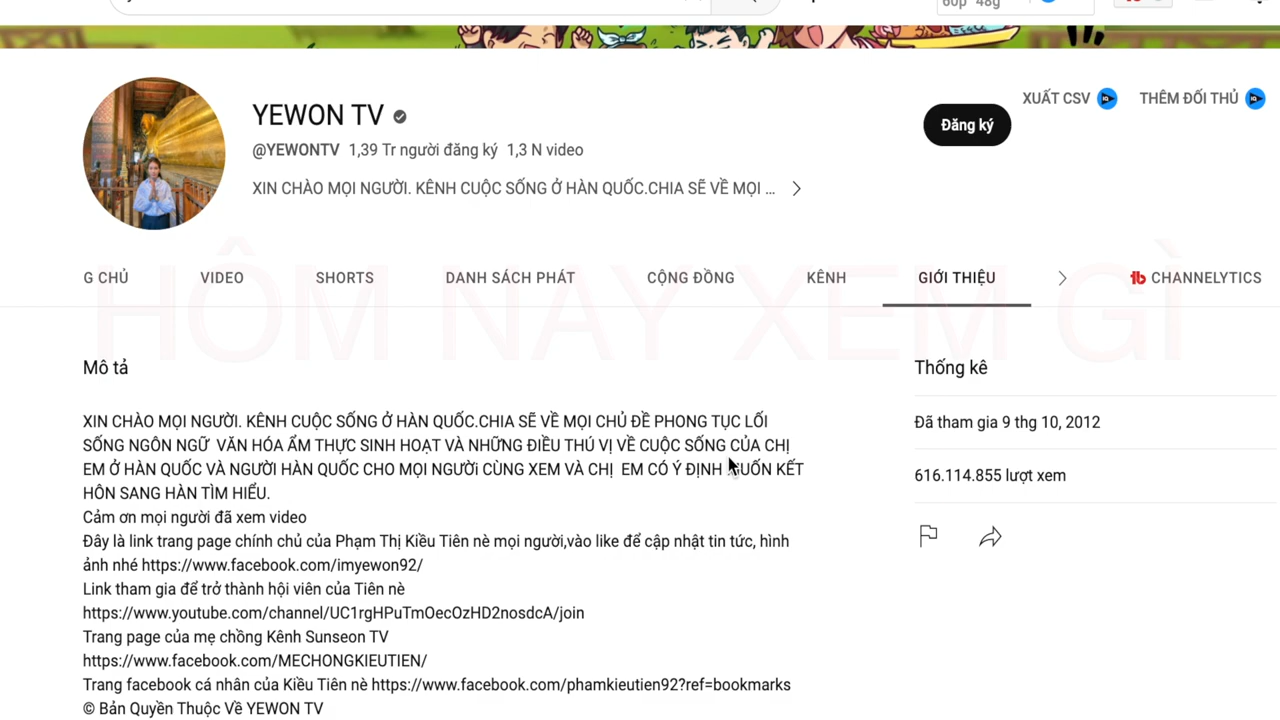 60p 48g
XUẤT CSV
THÊM ĐỐI THỦ
YEWON TV
Đăng ký
@YEWONTV 1,39 Tr người đăng ký 1,3 N video
XIN CHÀO MỌI NGƯỜI. KÊNH CUỘC SỐNG Ở HÀN QUỐC.CHIA SẼ VỀ MỌI ...
G CHỦ VIDEO SHORTS DANH SÁCH PHÁT CỘNG ĐỒNG KÊNH GIỚI THIỆU CHANNELYTICS
HÔM NAY XEM GÌ
Mô tả
XIN CHÀO MỌI NGƯỜI. KÊNH CUỘC SỐNG Ở HÀN QUỐC.CHIA SẼ VỀ MỌI CHỦ ĐỀ PHONG TỤC LỐI
SỐNG NGÔN NGỮ VĂN HÓA ẨM THỰC SINH HOẠT VÀ NHỮNG ĐIỀU THÚ VỊ VỀ CUỘC SỐNG CỦA CHỊ
EM Ở HÀN QUỐC VÀ NGƯỜI HÀN QUỐC CHO MỌI NGƯỜi CÙNG XEM VÀ CHỊ EM CÓ Ý ĐỊNH MUỐN KẾT
HÔN SANG HÀN TÌM HIỂU.
Cảm ơn mọi người đã xem video
Đây là link trang page chính chủ của Phạm Thị Kiều Tiên nè mọi người,vào like để cập nhật tin tức, hình
ảnh nhé https://www.facebook.com/imyewon92/
Link tham gia để trở thành hội viên của Tiên nè
https://www.youtube.com/channel/UC1rgHPuTmOecOzHD2nosdcA/join
Trang page của mẹ chồng Kênh Sunseon TV
https://www.facebook.com/MECHONGKIEUTIEN/
Trang facebook cá nhân của Kiều Tiên nè https://www.facebook.com/phamkieutien92?ref=bookmarks
© Bản Quyền Thuộc Về YEWON TV
Thống kê
Đã tham gia 9 thg 10, 2012
616.114.855 lượt xem